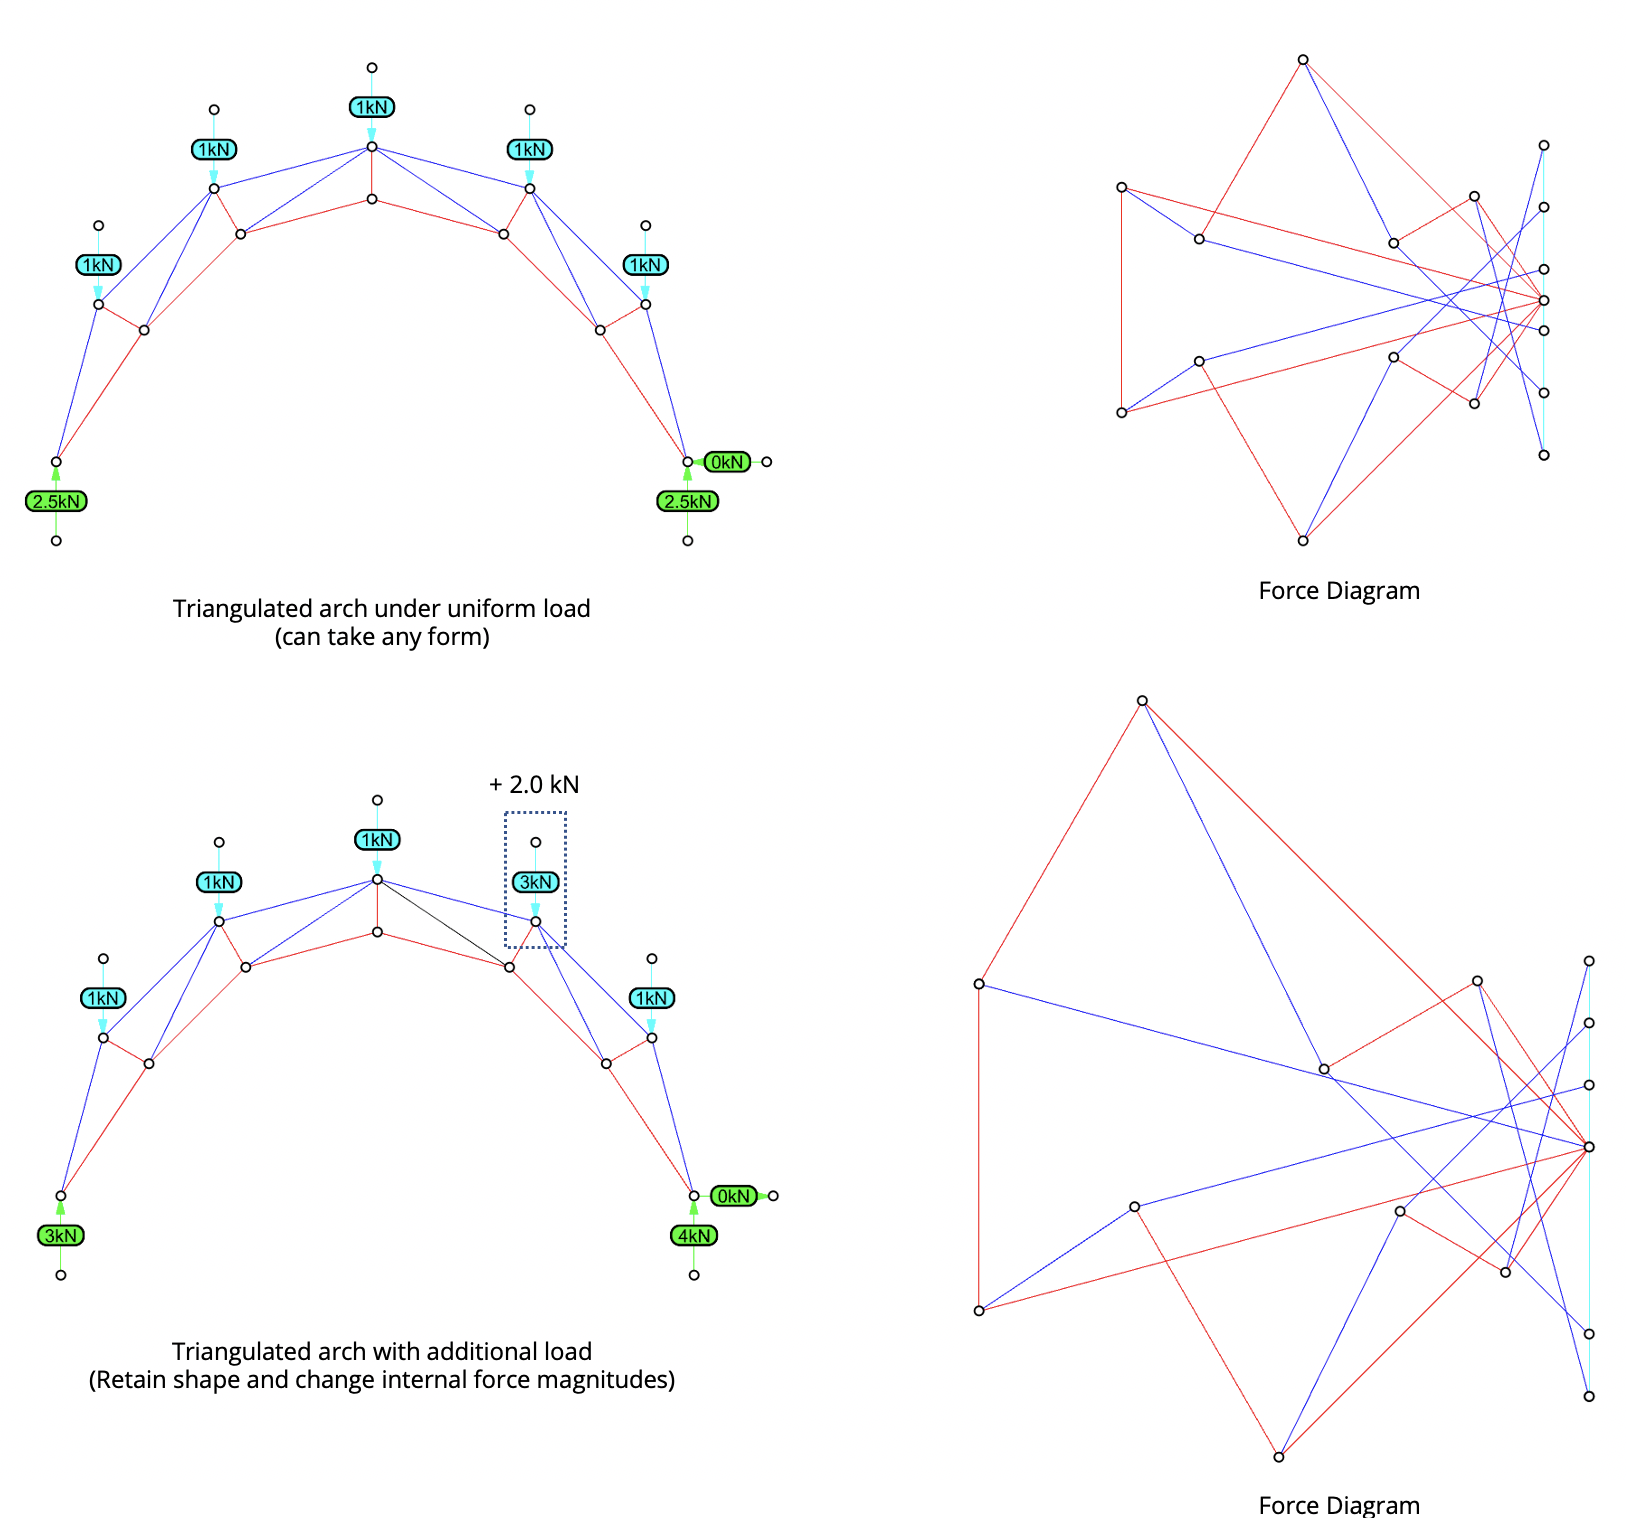 1kN
1kN
1kN
1kN
1kN
0kN
2.5kN
2.5kN
Triangulated arch under uniform load
(can take any form)
Force Diagram
+ 2.0 kN
1kN
1kN
3kN
1kN
1kN
0kN
3kN
4kN
Triangulated arch with additional load
(Retain shape and change internal force magnitudes)
Force Diagram